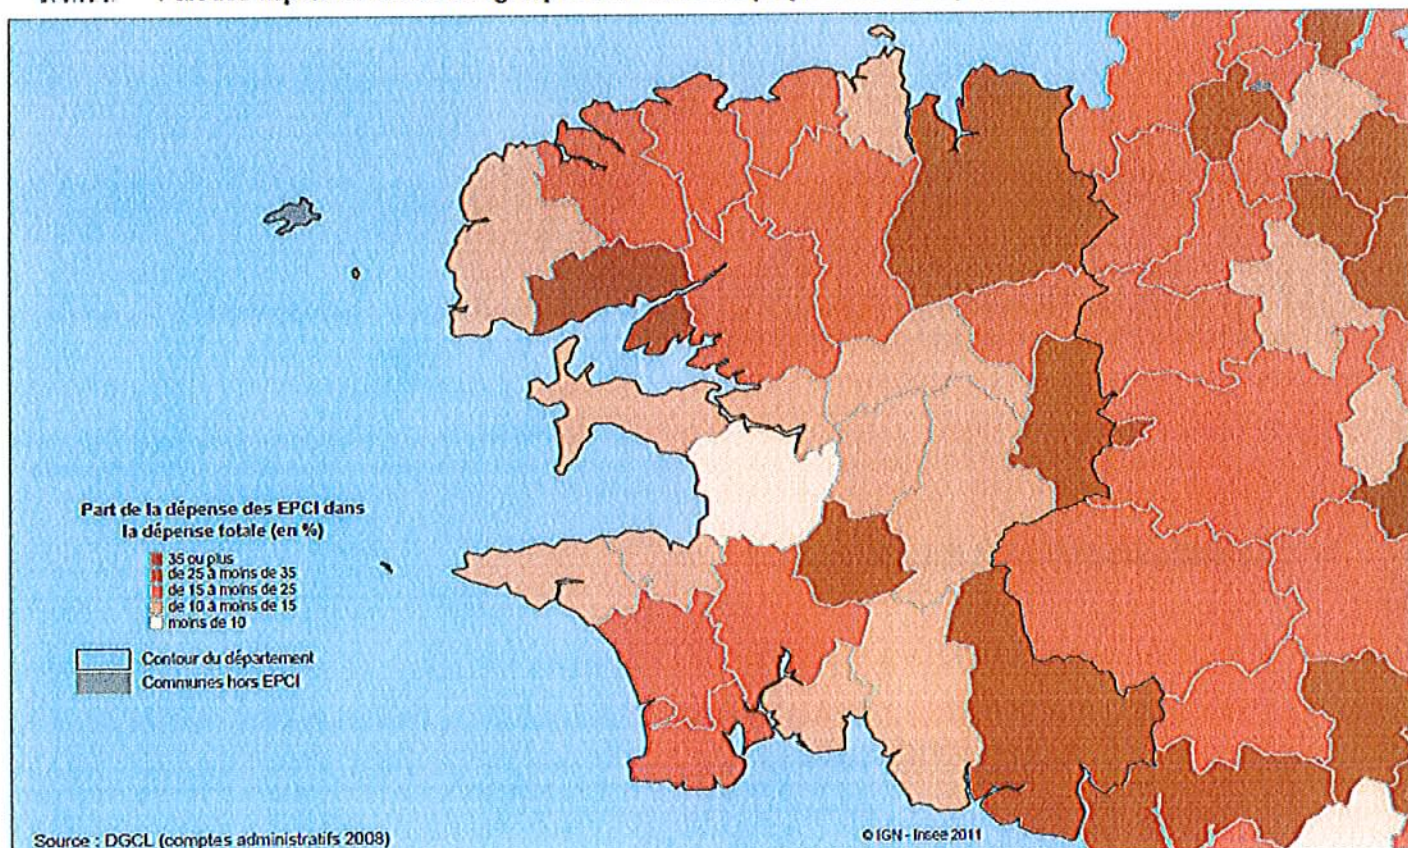 Part de la dépense des EPCI dans
la dépense totale (en %)
35 ou plus
de 25 à moins de 35
de 15 à moins de 25
de 10 à moins de 15
moins de 10
Contour du département
Communes hors EPCI
Source : DGCL (comptes administratifs 2008)
© IGN - Insee 2011